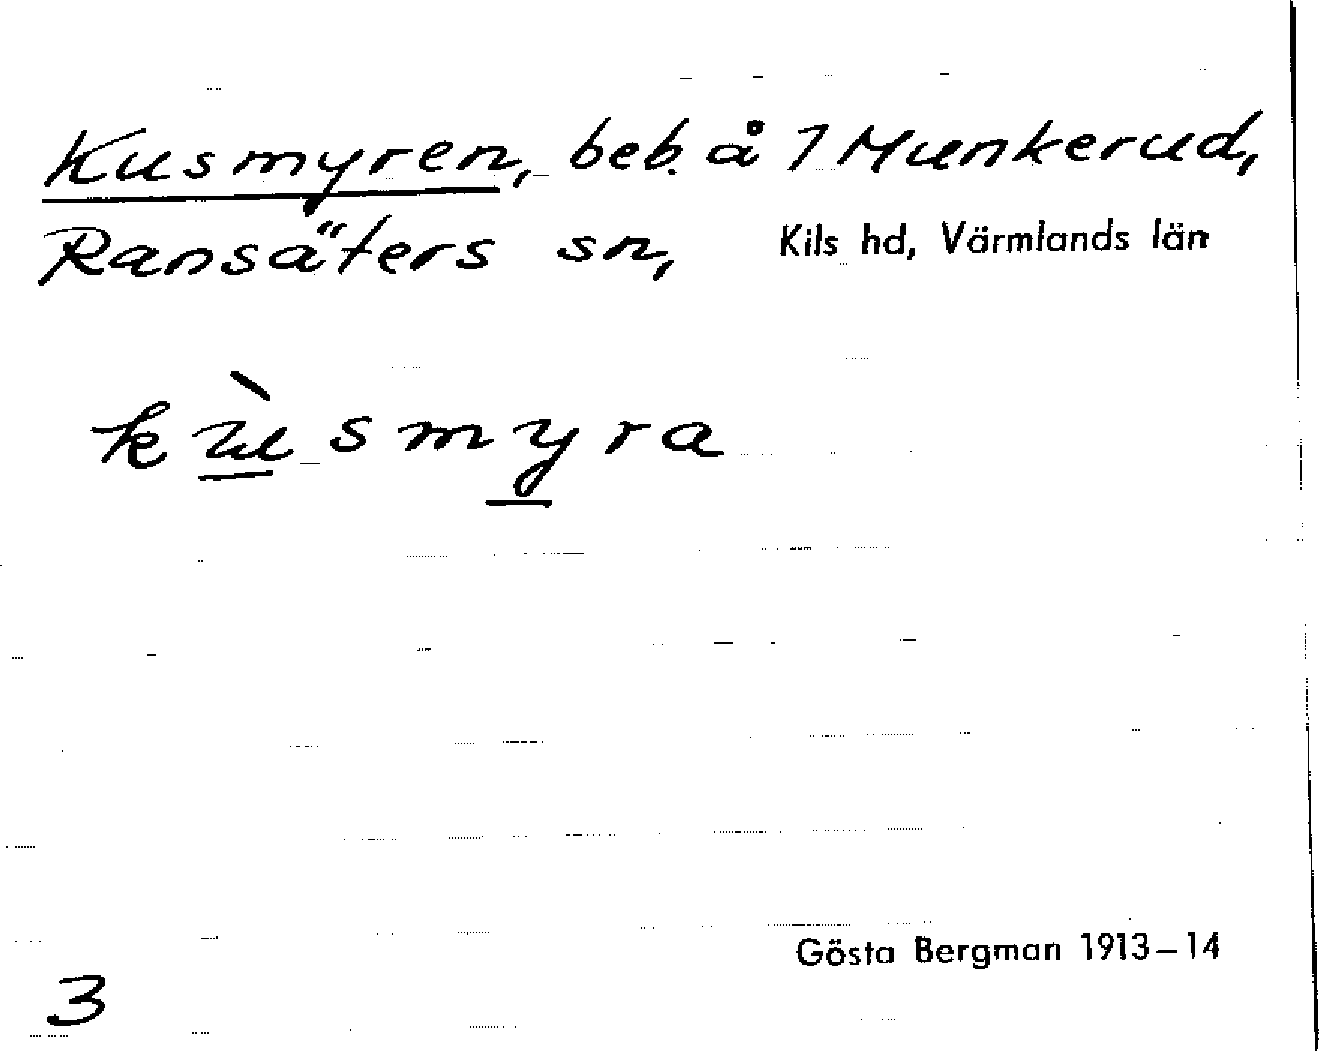 Kusmyren, beb. å 1 Munkerud,
Ransäters sn, Kils hd, Värmlands län
kùsmyra
Gösta Bergman 1913–14
3